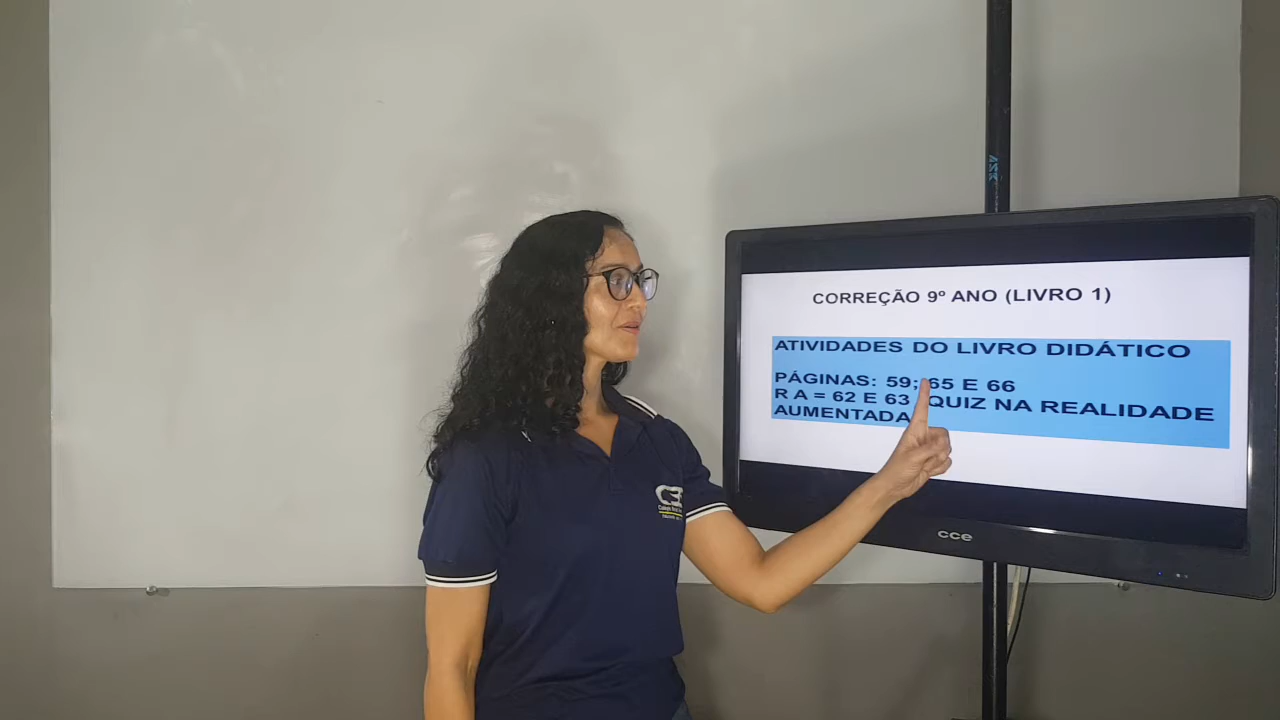 CORREÇÃO 9º ANO (LIVRO 1)
ATIVIDADES DO LIVRO DIDÁTICO
PÁGINAS: 59; 65 E 66
R A = 62 E 63 QUIZ NA REALIDADE
AUMENTADA
cce